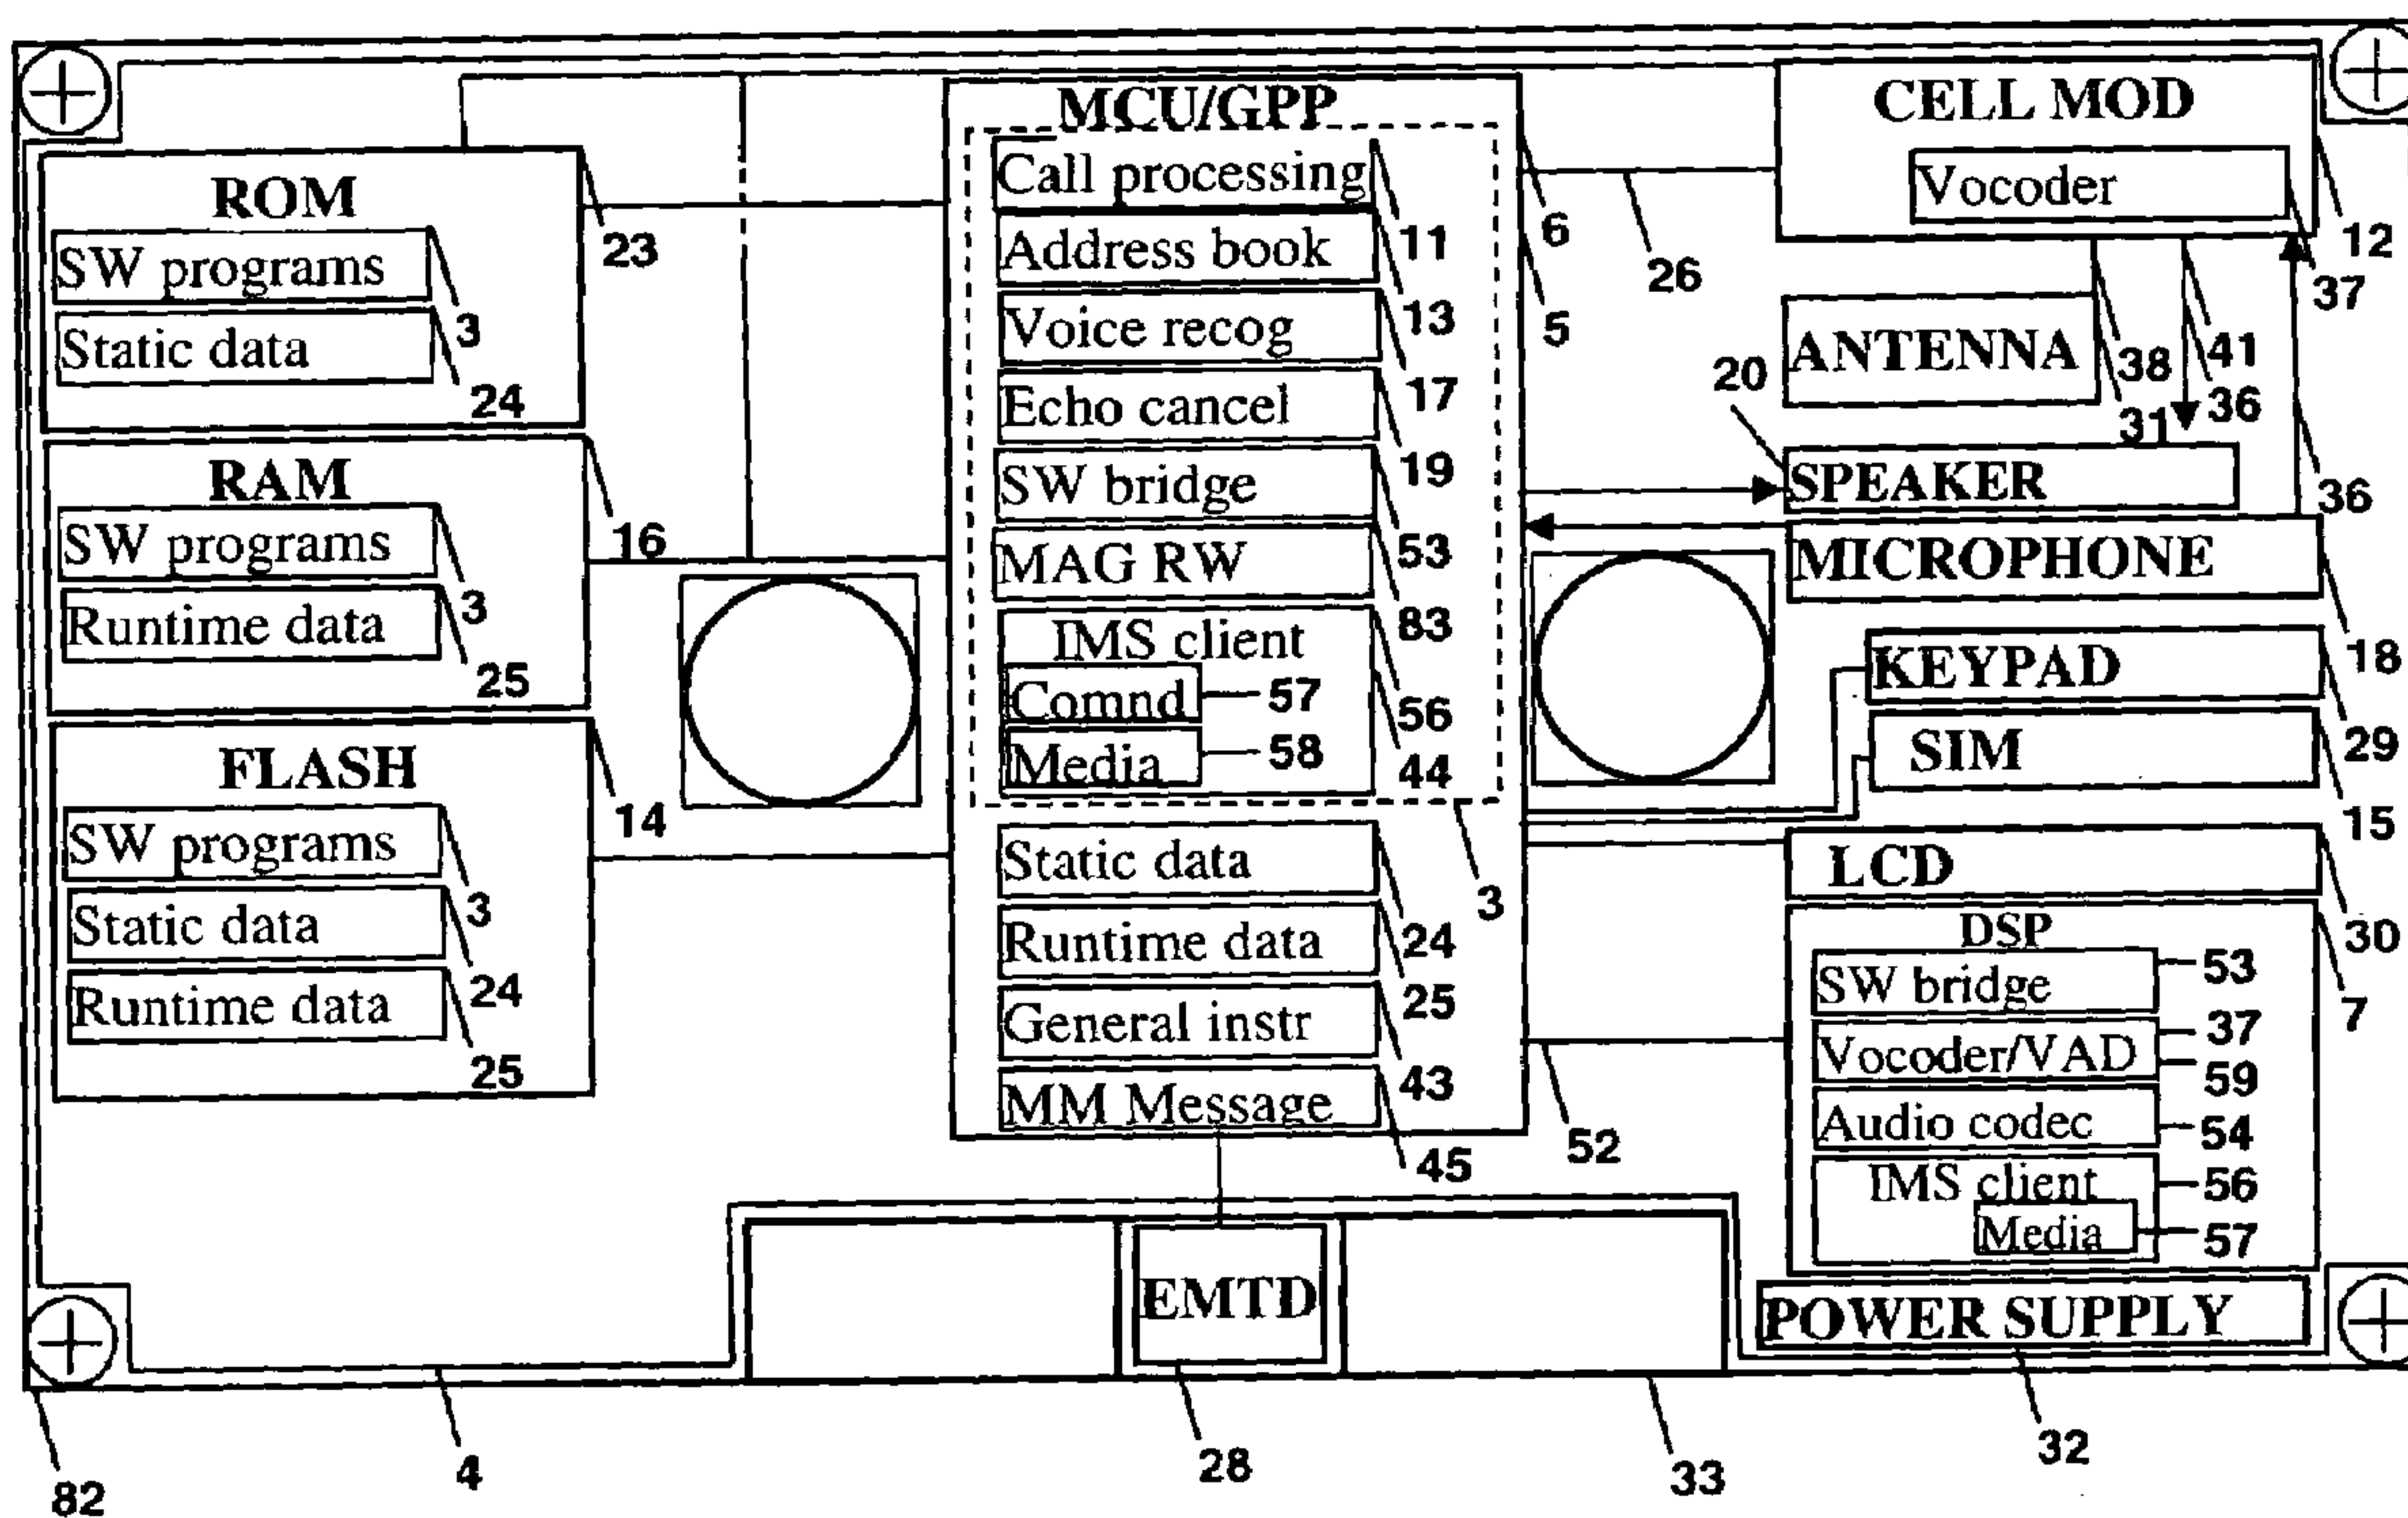 MCU/GPP
Call processing
Address book
Voice recog
Echo cancel
SW bridge
MAG RW
IMS client
Comnd
57
Media
58
Static data
Runtime data
General instr
MM Message
11
13
17
19
53
83
56
44
3
24
25
43
45
6
5
26
52
ROM
SW programs
Static data
23
3
24
RAM
SW programs
Runtime data
16
3
25
FLASH
SW programs
Static data
Runtime data
14
3
24
25
CELL MOD
Vocoder
12
37
ANTENNA
38
31
41
36
20
SPEAKER
36
MICROPHONE
18
KEYPAD
29
SIM
15
LCD
30
DSP
7
SW bridge
53
Vocoder/VAD
37
59
Audio codec
54
IMS client
56
Media
57
POWER SUPPLY
32
EMTD
28
33
4
82